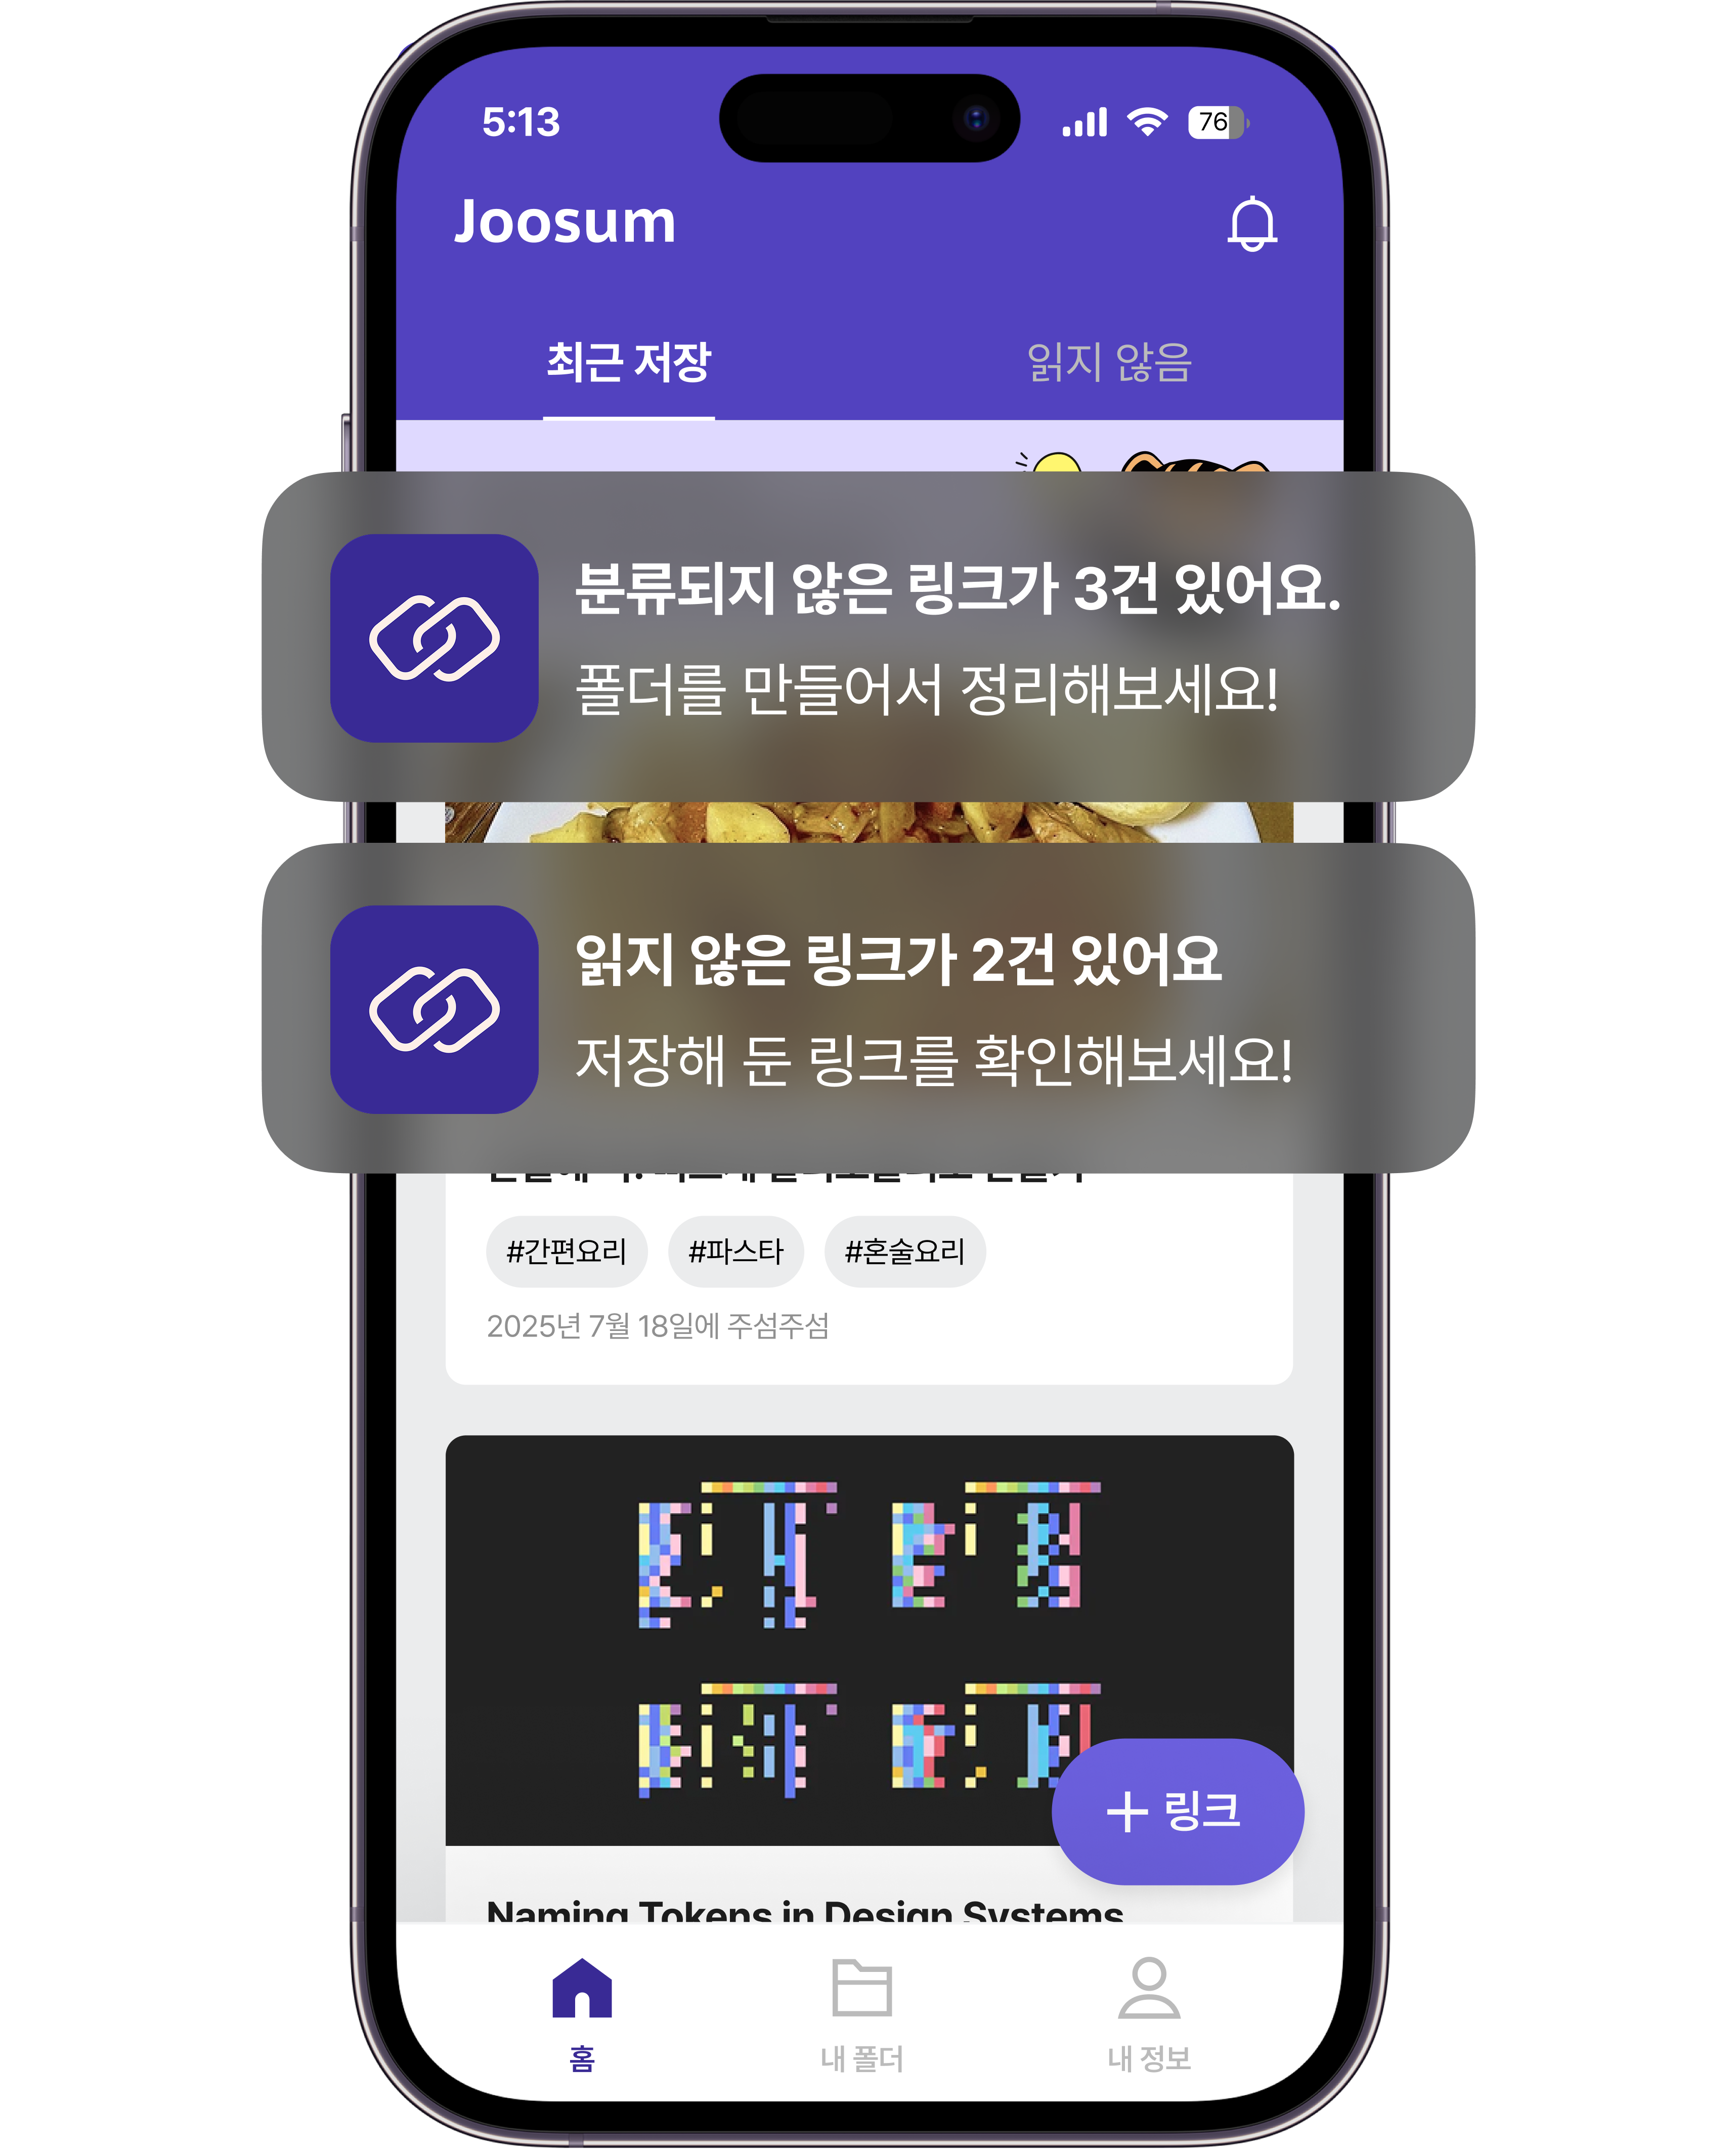 5:13
76
Joosum
최근 저장
읽지 않음
분류되지 않은 링크가 3건 있어요.
폴더를 만들어서 정리해보세요!
읽지 않은 링크가 2건 있어요
저장해 둔 링크를 확인해보세요!
#간편요리
#파스타
#혼술요리
2025년 7월 18일에 주섬주섬
+ 링크
Naming Tokens in Design Systems
홈
내 폴더
내 정보